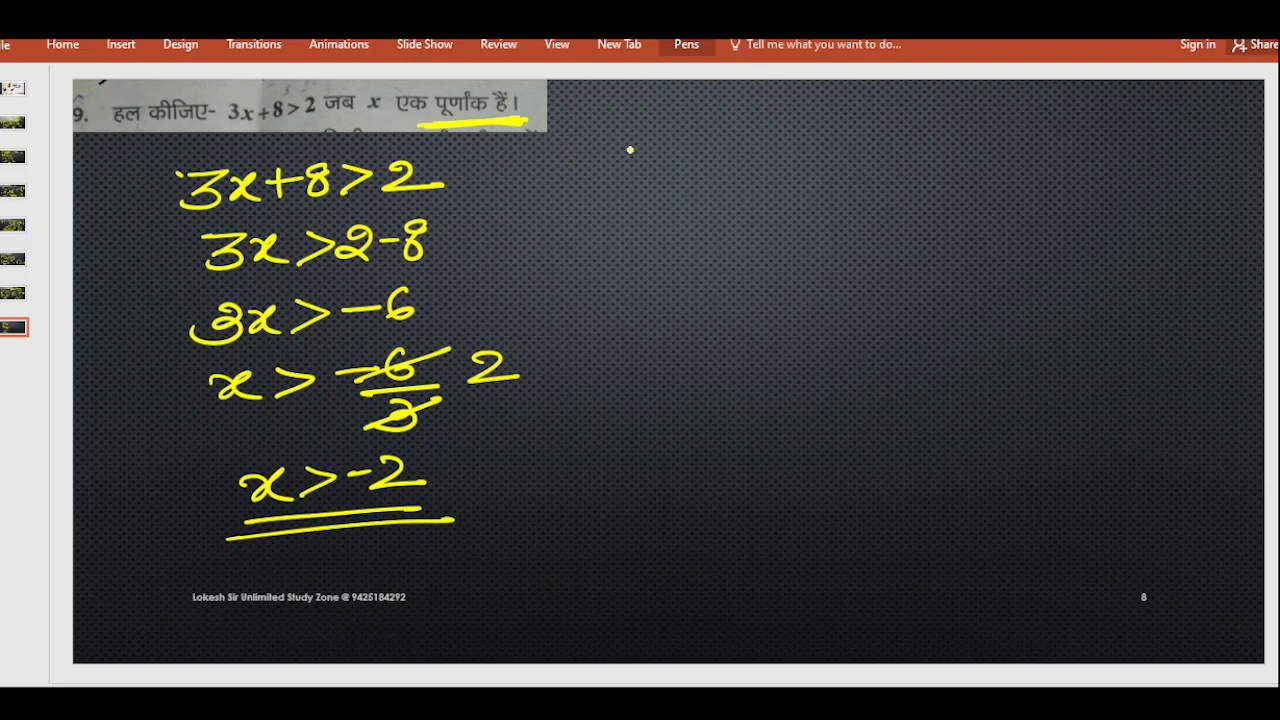 le Home Insert Design Transitions Animations Slide Show Review View New Tab Pens Tell me what you want to do... Sign in Share
9. हल कीजिए- 3x+8>2 जब x एक पूर्णांक हैं।
3x+8>2
3x>2-8
3x>-6
x > -6/3 2
x>-2
Lokesh Sir Unlimited Study Zone @ 9425184292
8